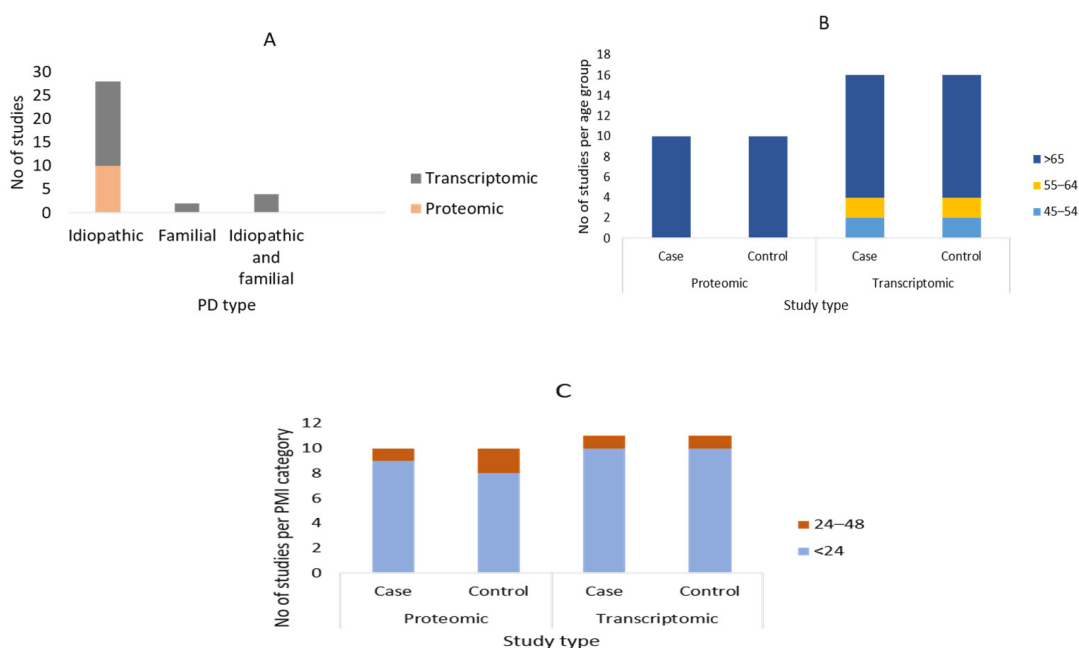 A
No of studies
30
25
20
15
10
5
0
Idiopathic
Familial
Idiopathic
and
familial
PD type
Transcriptomic
Proteomic
B
No of studies per age group
18
16
14
12
10
8
6
4
2
0
Case
Control
Case
Control
Proteomic
Transcriptomic
Study type
>65
55–64
45–54
C
No of studies per PMI category
12
10
8
6
4
2
0
Case
Control
Case
Control
Proteomic
Transcriptomic
Study type
24–48
<24